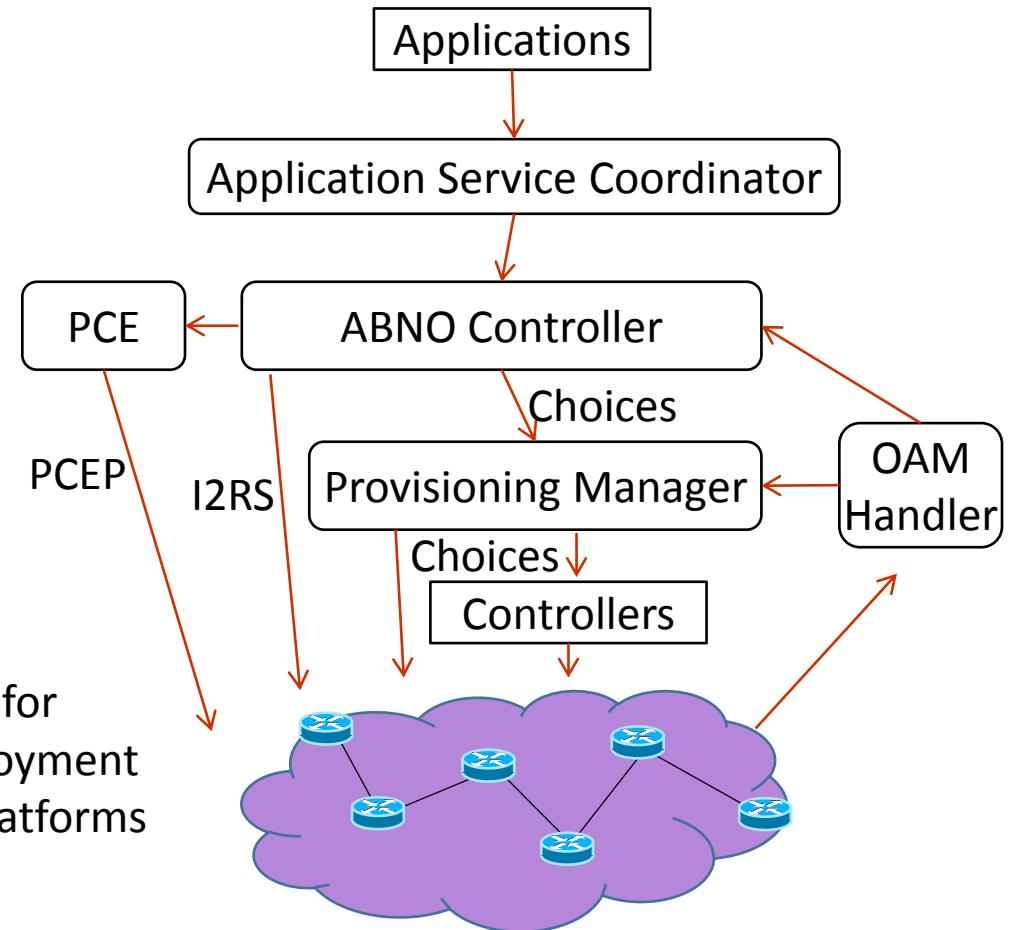 Applications
Application Service Coordinator
PCE
ABNO Controller
Choices
OAM
Handler
PCEP
I2RS
Provisioning Manager
Choices
Controllers
for
oyment
atforms